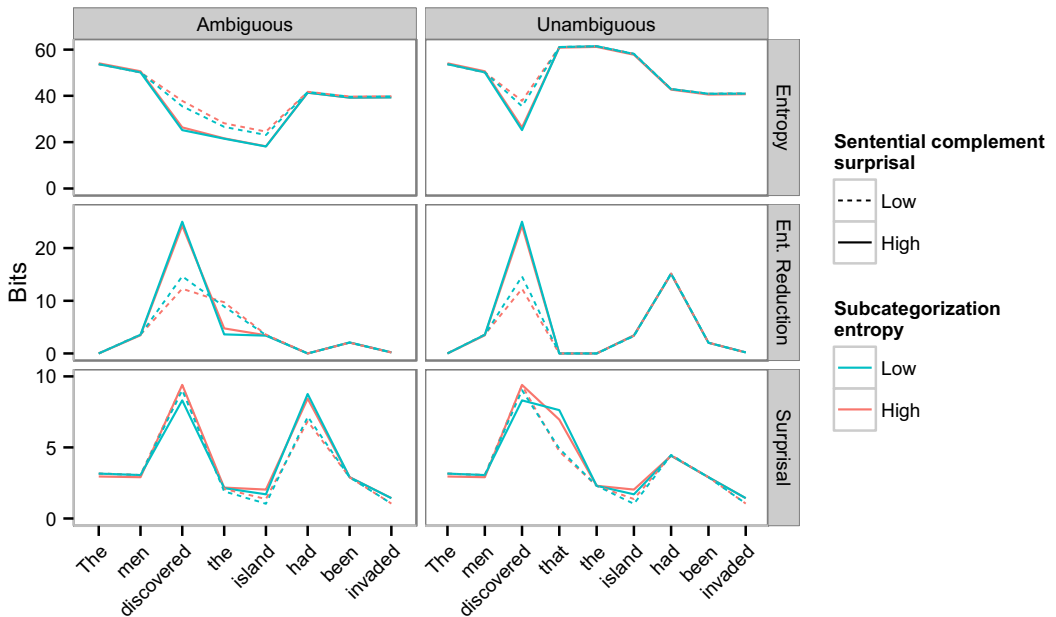 Ambiguous
Unambiguous
60
40
20
0
Entropy
20
10
0
Ent. Reduction
10
5
0
Surprisal
Bits
The
men
discovered
the
island
had
been
invaded
The
men
discovered
that
the
island
had
been
invaded
Sentential complement
surprisal
Low
High
Subcategorization
entropy
Low
High